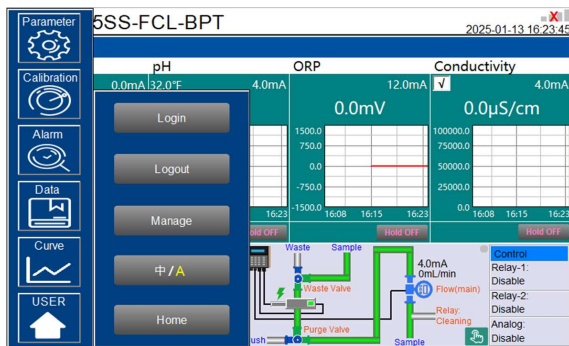 Parameter
5SS-FCL-BPT
2025-01-13 16:23:45
pH
ORP
Conductivity
Calibration
0.0mA
32.0°F
4.0mA
12.0mA
√
4.0mA
0.0mV
0.0µS/cm
Login
Logout
Manage
中/A
Home
Alarm
Data
Curve
USER
1500.0
750.0
0.0
-750.0
-1500.0
16:08
16:15
16:23
100000.0
75000.0
50000.0
25000.0
0.0
16:08
16:15
16:23
16:23
Hold OFF
Hold OFF
Hold OFF
Waste
Sample
Waste Valve
Purge Valve
ush
Sample
4.0mA
0mL/min
Flow(main)
Relay:
Cleaning
Control
Relay-1:
Disable
Relay-2:
Disable
Analog:
Disable